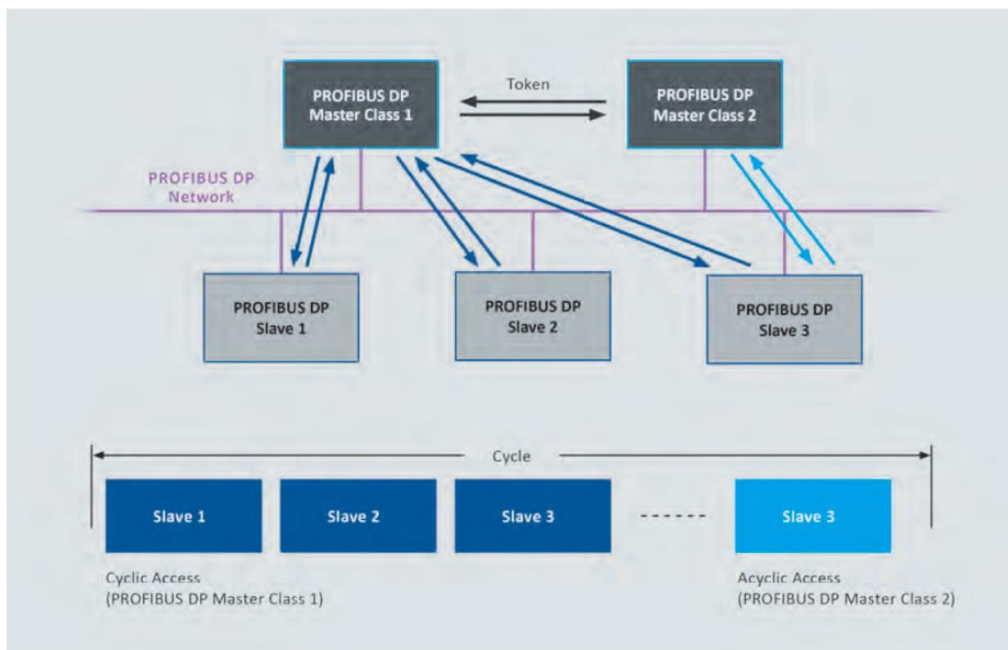 PROFIBUS DP
Master Class 1
Token
PROFIBUS DP
Master Class 2
PROFIBUS DP
Network
PROFIBUS DP
Slave 1
PROFIBUS DP
Slave 2
PROFIBUS DP
Slave 3
Cycle
Slave 1
Slave 2
Slave 3
Slave 3
Cyclic Access
(PROFIBUS DP Master Class 1)
Acyclic Access
(PROFIBUS DP Master Class 2)